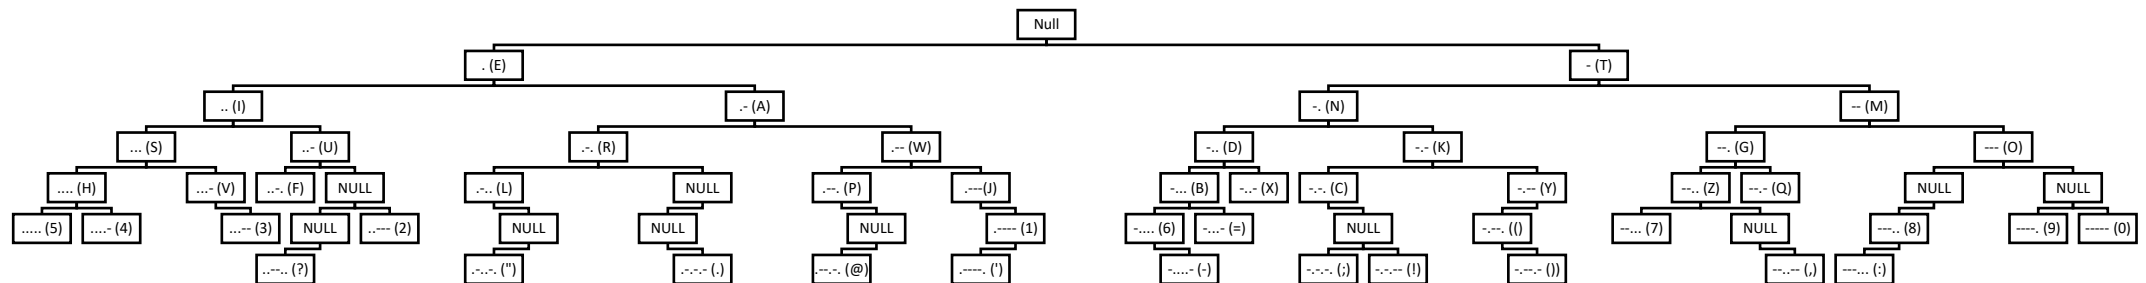 Null
. (E) - (T)
.. (I) .- (A) -. (N) -- (M)
... (S) ..- (U) .-. (R) .-- (W) -.. (D) -.- (K) --. (G) --- (O)
.... (H) ...- (V) ..-. (F) NULL .-.. (L) NULL .--. (P) .---(J) -... (B) -..- (X) -.-. (C) -.-- (Y) --.. (Z) --.- (Q) NULL NULL
..... (5) ....- (4) ...-- (3) NULL ..--- (2) NULL NULL NULL .---- (1) -.... (6) -...- (=) NULL -.--. (() --... (7) NULL ---.. (8) ----. (9) ----- (0)
..--.. (?) .-..-. (") .-.-.- (.) .--.-. (@) .----. (') -....- (-) -.-.-. (;) -.-.-- (!) -.--.- ()) --..-- (,) ---... (:)